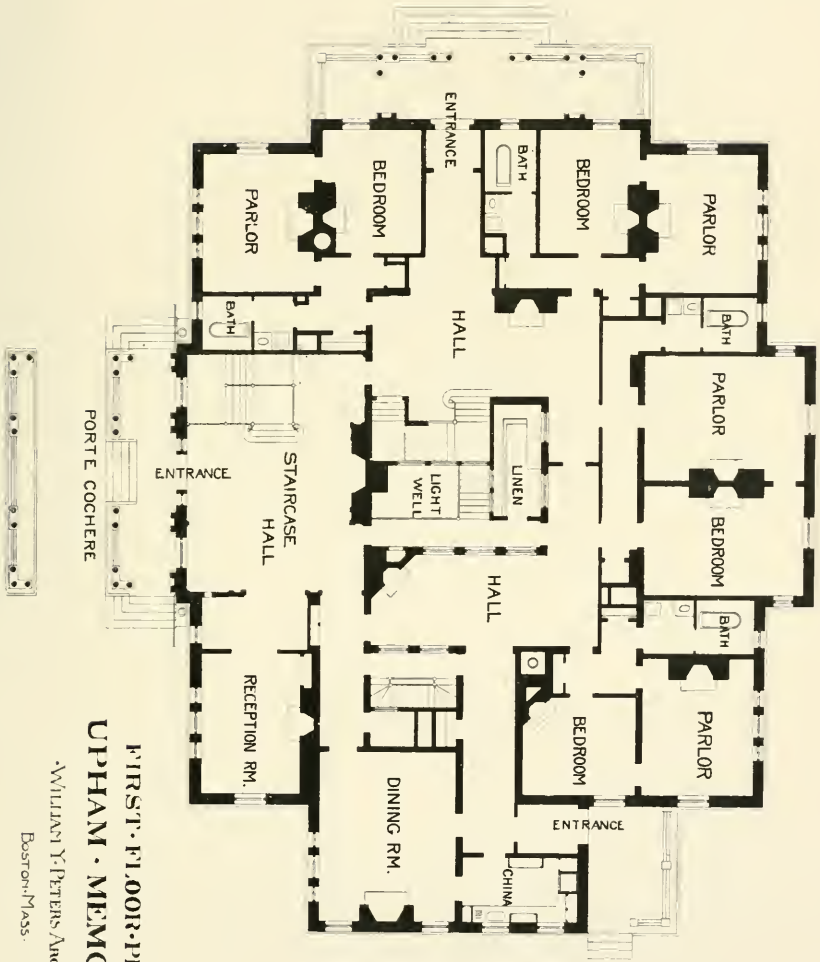 ENTRANCE
BEDROOM
BATH
BEDROOM
PARLOR
PARLOR
BATH
HALL
BATH
PARLOR
PORTE COCHERE
ENTRANCE
STAIRCASE
HALL
LIGHT
WELL
LINEN
BEDROOM
HALL
BATH
RECEPTION RM.
BEDROOM
PARLOR
DINING RM.
ENTRANCE
CHINA
FIRST·FLOOR·PL
UPHAM · MEMO
·WILLIAM Y·PETERS ARC
BOSTON·MASS·